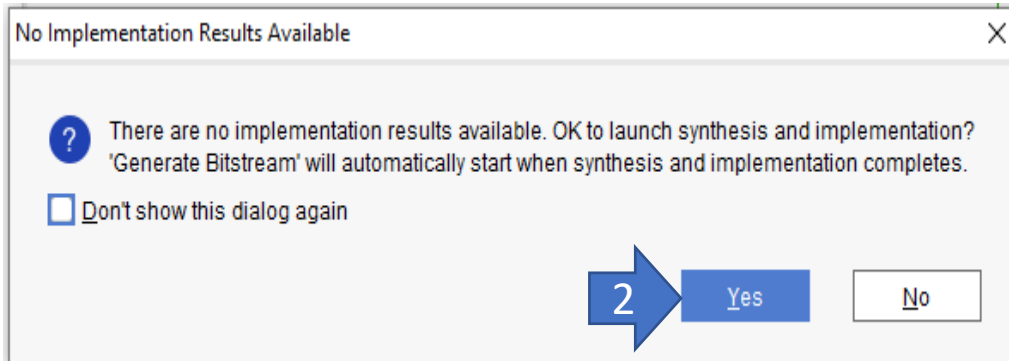 No Implementation Results Available
There are no implementation results available. OK to launch synthesis and implementation?
'Generate Bitstream' will automatically start when synthesis and implementation completes.
Don't show this dialog again
2
Yes
No